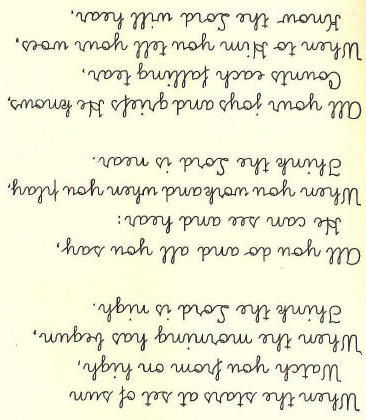 When the stars at set of sun
Watch you from on high,
When the morning has begun,
Think the Lord is nigh.
All you do and all you say,
He can see and hear:
When you work and when you play,
Think the Lord is near.
All your joys and griefs He knows,
Counts each falling tear,
When to Him you tell your woes,
Know the Lord will hear.